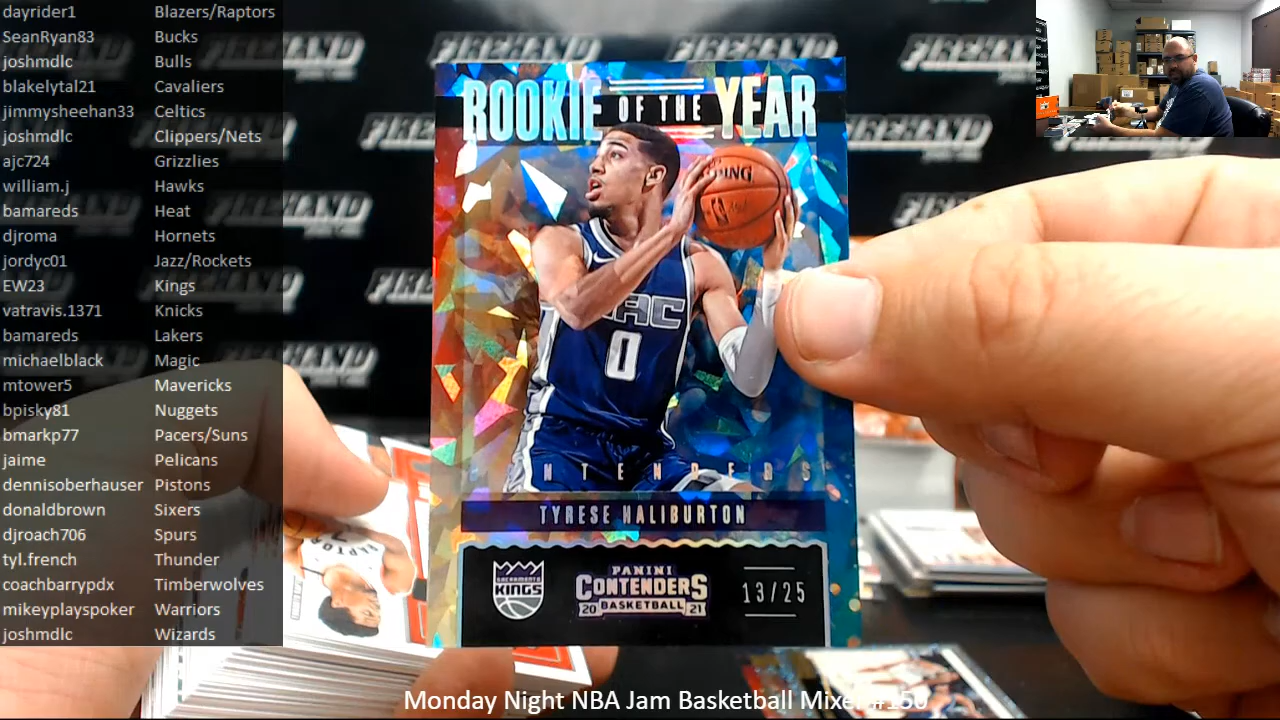 dayrider1 Blazers/Raptors
SeanRyan83 Bucks
joshmdlc Bulls
blakelytal21 Cavaliers
jimmysheehan33 Celtics
joshmdlc Clippers/Nets
ajc724 Grizzlies
william.j Hawks
bamareds Heat
djroma Hornets
jordyc01 Jazz/Rockets
EW23 Kings
vatravis.1371 Knicks
bamareds Lakers
michaelblack Magic
mtower5 Mavericks
bpisky81 Nuggets
bmarkp77 Pacers/Suns
jaime Pelicans
dennisoberhauser Pistons
donaldbrown Sixers
djroach706 Spurs
tyl.french Thunder
coachbarrypdx Timberwolves
mikeyplayspoker Warriors
joshmdlc Wizards
FIREHAND
ROOKIE OF THE YEAR
SAC
0
NTENDERS
TYRESE HALIBURTON
SACRAMENTO
KINGS
PANINI
CONTENDERS
20 BASKETBALL 21
13/25
Monday Night NBA Jam Basketball Mixer #150